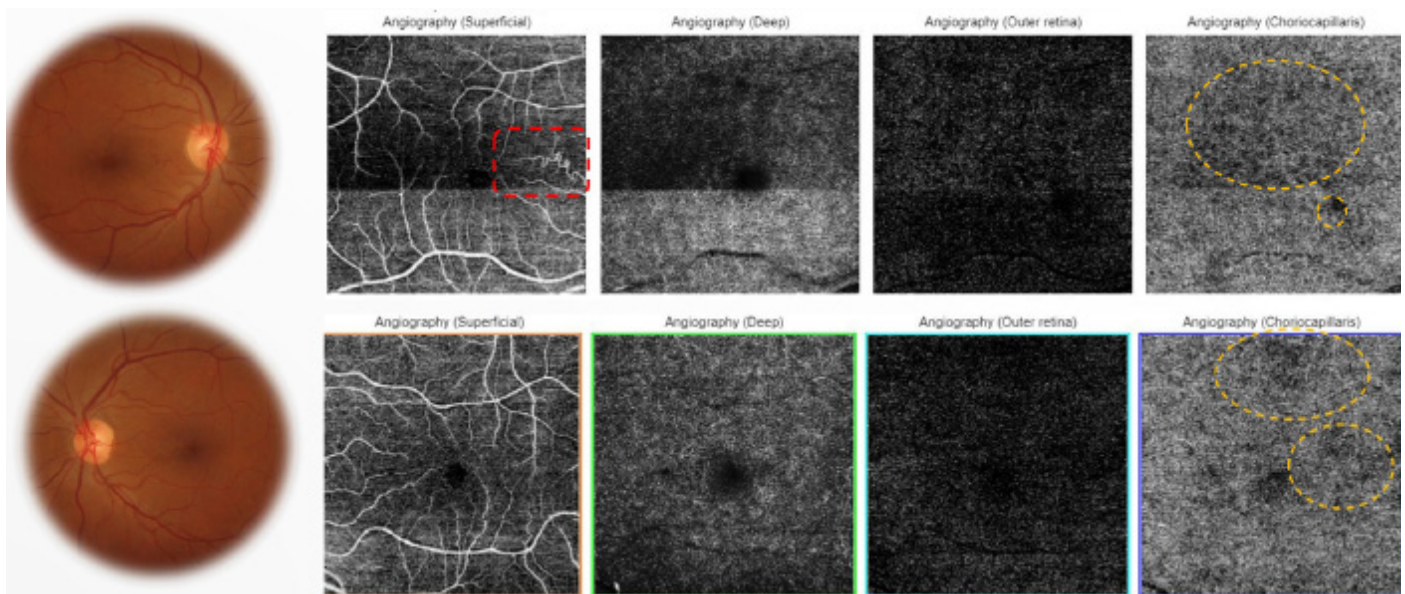 Angiography (Superficial)
Angiography (Deep)
Angiography (Outer retina)
Angiography (Choriocapillaris)
Angiography (Superficial)
Angiography (Deep)
Angiography (Outer retina)
Angiography (Choriocapillaris)